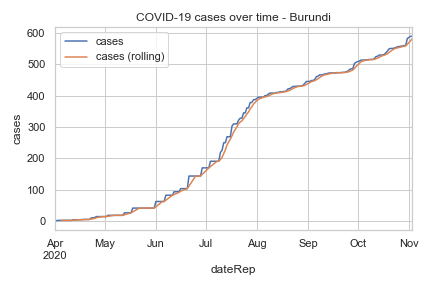 COVID-19 cases over time - Burundi
cases
cases (rolling)
600
500
400
300
200
100
0
cases
Apr May Jun Jul Aug Sep Oct Nov
2020
dateRep